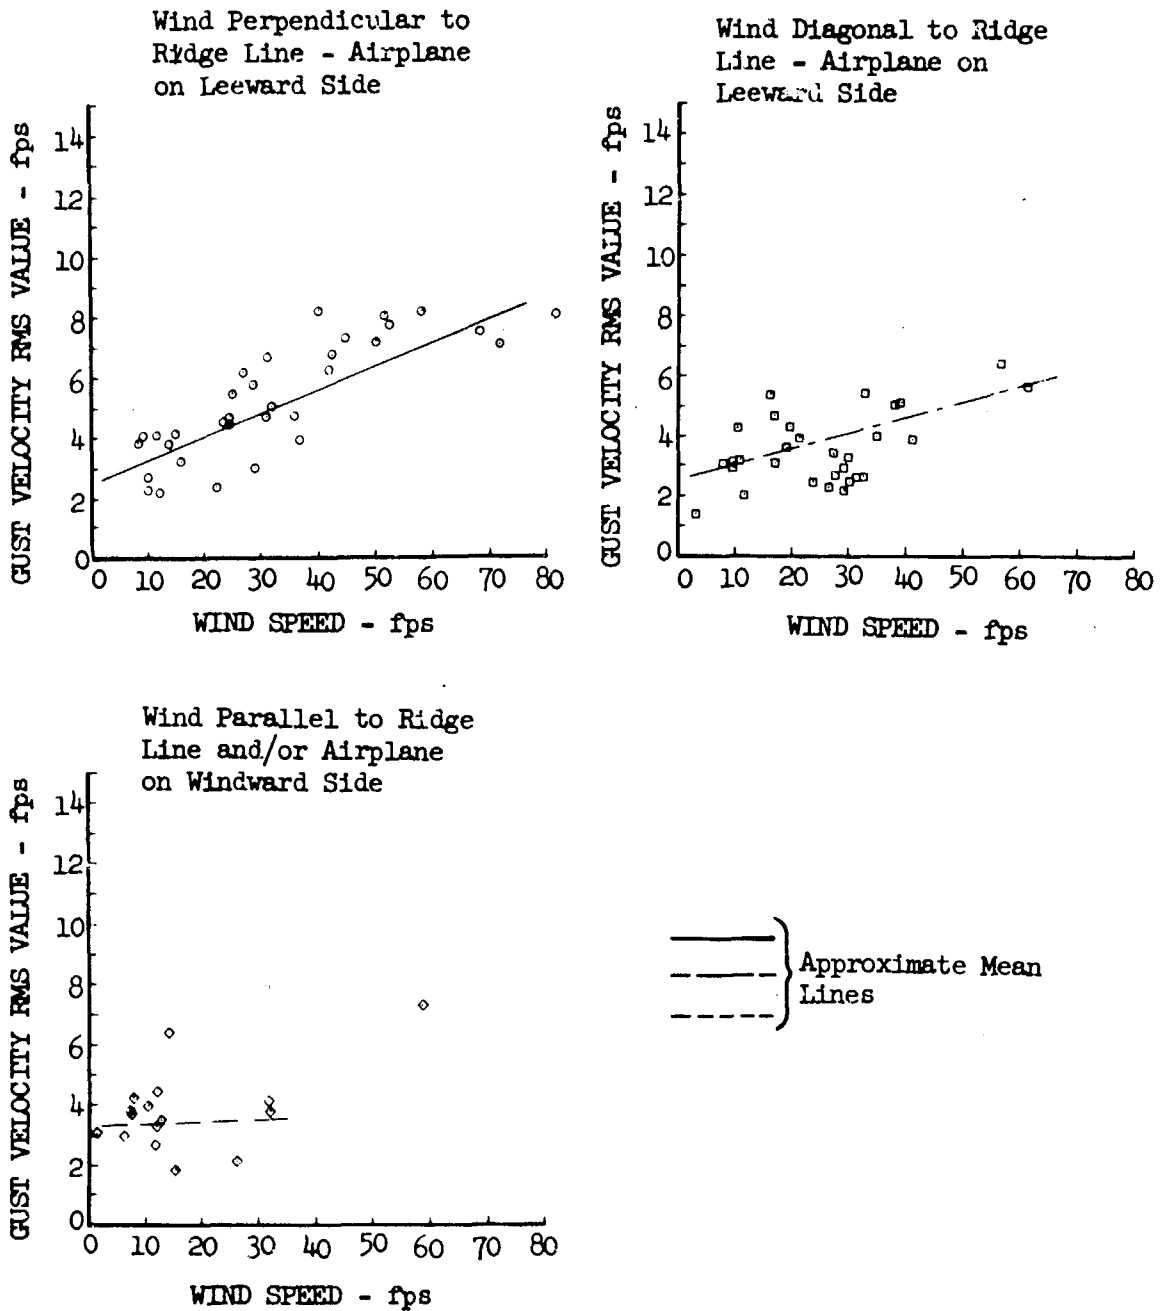 Wind Perpendicular to
Ridge Line - Airplane
on Leeward Side
GUST VELOCITY RMS VALUE - fps
14
12
10
8
6
4
2
0
0 10 20 30 40 50 60 70 80
WIND SPEED - fps
Wind Diagonal to Ridge
Line - Airplane on
Leeward Side
GUST VELOCITY RMS VALUE - fps
14
12
10
8
6
4
2
0
0 10 20 30 40 50 60 70 80
WIND SPEED - fps
Wind Parallel to Ridge
Line and/or Airplane
on Windward Side
GUST VELOCITY RMS VALUE - fps
14
12
10
8
6
4
2
0
0 10 20 30 40 50 60 70 80
WIND SPEED - fps
Approximate Mean
Lines